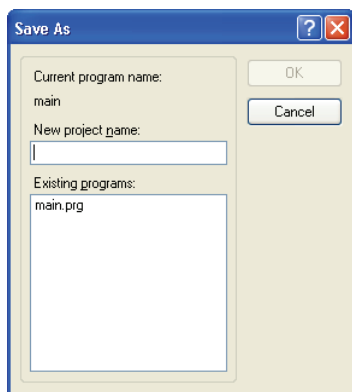 Save As
Current program name:
main
New project name:
Existing programs:
main.prg
OK
Cancel